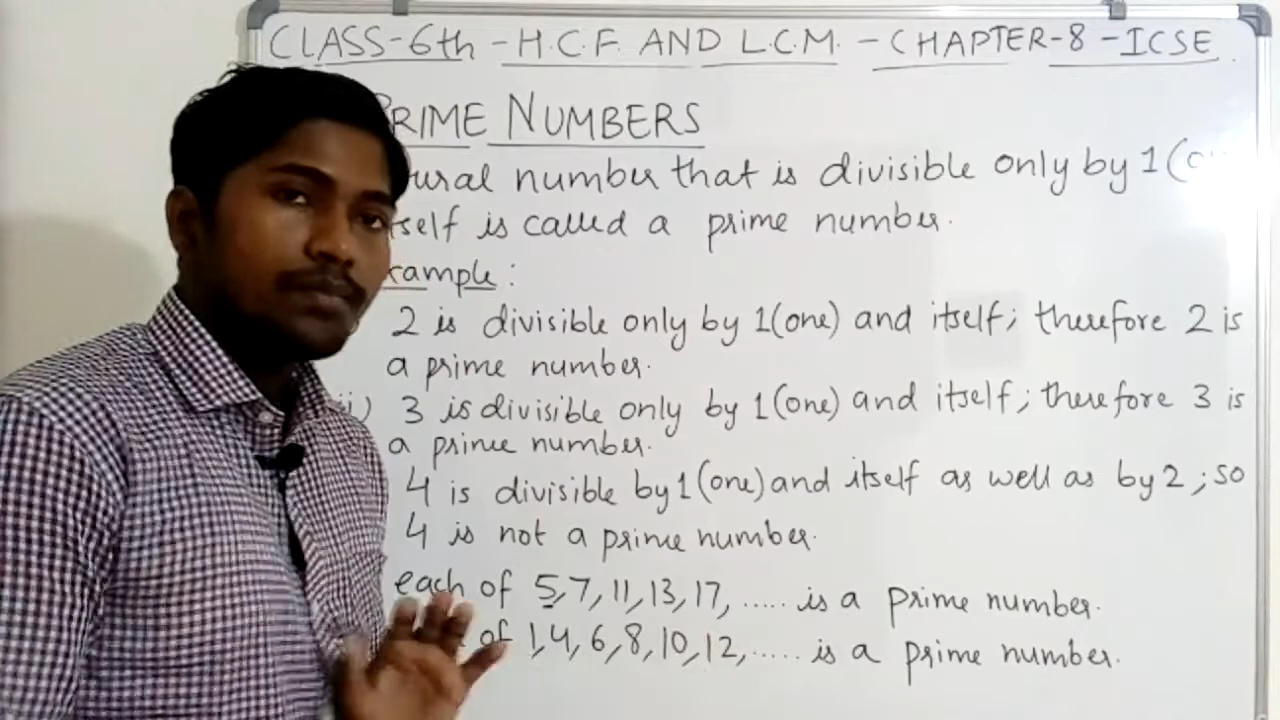 CLASS-6th - H.C.F. AND L.C.M. - CHAPTER-8 - ICSE
PRIME NUMBERS
ural number that is divisible only by 1(
tself is called a prime number.
xample :
2 is divisible only by 1(one) and itself; therefore 2 is
a prime number.
ii) 3 is divisible only by 1(one) and itself; therefore 3 is
a prime number.
4 is divisible by 1(one) and itself as well as by 2; so
4 is not a prime number.
each of 5, 7, 11, 13, 17, ..... is a prime number.
of 1, 4, 6, 8, 10, 12, ..... is a prime number.